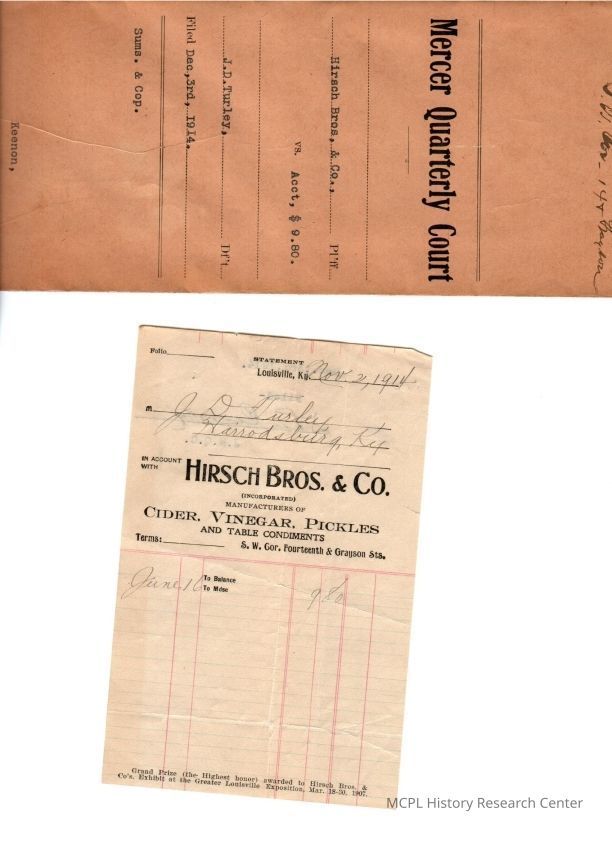 S. W. Cor. 14 & Grayson
Mercer Quarterly Court
Hirsch Bros, & Co., Pl'ff.
vs. Acct, $ 9.80.
J.D.Turley, Df't.
Filed Dec, 3rd, 1914.
Sums. & Cop.
Keenon,
Folio
STATEMENT
Louisville, Ky. Nov. 2, 1914
M J. D. Turley
Harrodsburg, Ky
IN ACCOUNT WITH HIRSCH BROS. & CO.
(INCORPORATED)
MANUFACTURERS OF
CIDER, VINEGAR, PICKLES
AND TABLE CONDIMENTS
Terms: S. W. Cor. Fourteenth & Grayson Sts.
June 16 To Balance
To Mdse 9 80
Grand Prize (the Highest honor) awarded to Hirsch Bros. &
Co's. Exhibit at the Greater Louisville Exposition, Mar. 18-30. 1907.
MCPL History Research Center